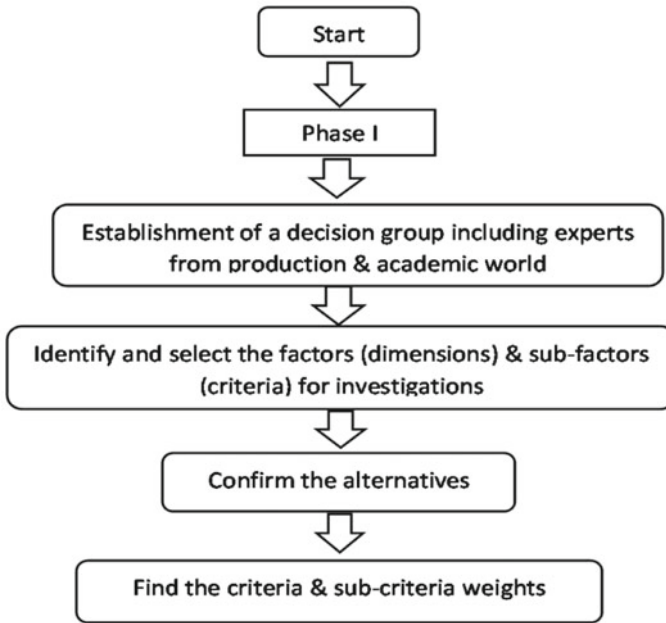 Start
Phase I
Establishment of a decision group including experts
from production & academic world
Identify and select the factors (dimensions) & sub-factors
(criteria) for investigations
Confirm the alternatives
Find the criteria & sub-criteria weights